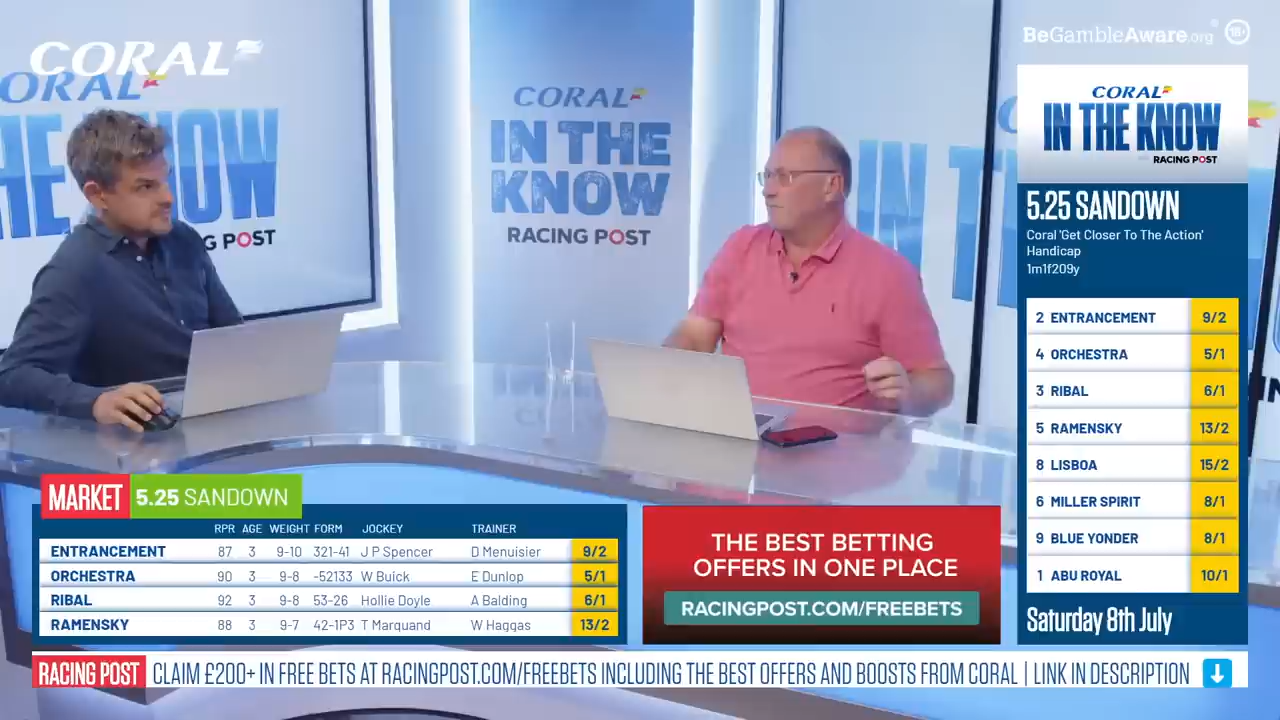 CORAL
BeGambleAware.org 18+
CORAL
THE KNOW
G POST
CORAL
IN THE
KNOW
RACING POST
IN T
CORAL
IN THE KNOW
RACING POST
5.25 SANDOWN
Coral 'Get Closer To The Action'
Handicap
1m1f209y
2 ENTRANCEMENT 9/2
4 ORCHESTRA 5/1
3 RIBAL 6/1
5 RAMENSKY 13/2
8 LISBOA 15/2
6 MILLER SPIRIT 8/1
9 BLUE YONDER 8/1
1 ABU ROYAL 10/1
Saturday 8th July
MARKET 5.25 SANDOWN
RPR AGE WEIGHT FORM JOCKEY TRAINER
ENTRANCEMENT 87 3 9-10 321-41 J P Spencer D Menuisier 9/2
ORCHESTRA 90 3 9-8 -52133 W Buick E Dunlop 5/1
RIBAL 92 3 9-8 53-26 Hollie Doyle A Balding 6/1
RAMENSKY 88 3 9-7 42-1P3 T Marquand W Haggas 13/2
THE BEST BETTING
OFFERS IN ONE PLACE
RACINGPOST.COM/FREEBETS
RACING POST CLAIM £200+ IN FREE BETS AT RACINGPOST.COM/FREEBETS INCLUDING THE BEST OFFERS AND BOOSTS FROM CORAL | LINK IN DESCRIPTION